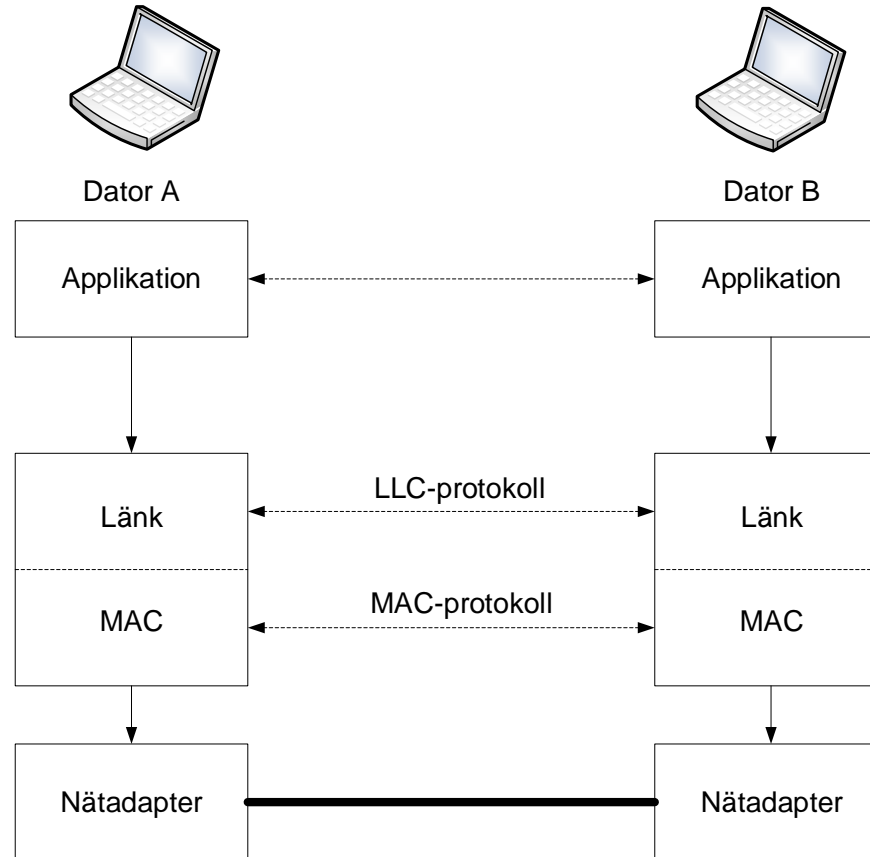 Dator A
Dator B
Applikation
Applikation
Länk
LLC-protokoll
Länk
MAC
MAC-protokoll
MAC
Nätadapter
Nätadapter